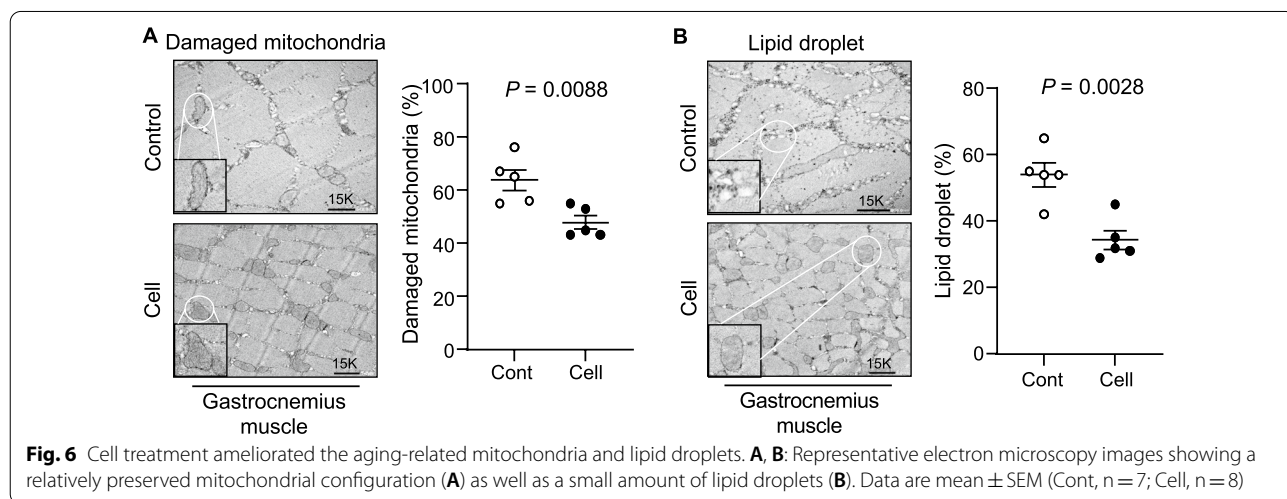 A Damaged mitochondria
Control
15K
Cell
15K
Gastrocnemius
muscle
Damaged mitochondria (%)
100
80
60
40
20
0
P = 0.0088
Cont Cell
B Lipid droplet
Control
15K
Cell
15K
Gastrocnemius
muscle
Lipid droplet (%)
80
60
40
20
0
P = 0.0028
Cont Cell
Fig. 6 Cell treatment ameliorated the aging-related mitochondria and lipid droplets. A, B: Representative electron microscopy images showing a
relatively preserved mitochondrial configuration (A) as well as a small amount of lipid droplets (B). Data are mean ± SEM (Cont, n = 7; Cell, n = 8)